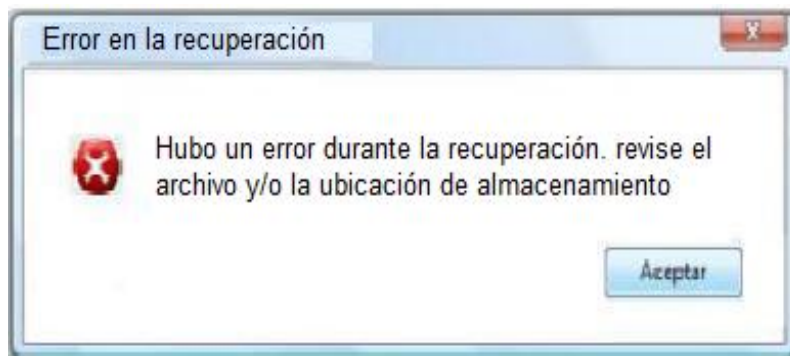 Error en la recuperación
Hubo un error durante la recuperación. revise el
archivo y/o la ubicación de almacenamiento
Aceptar